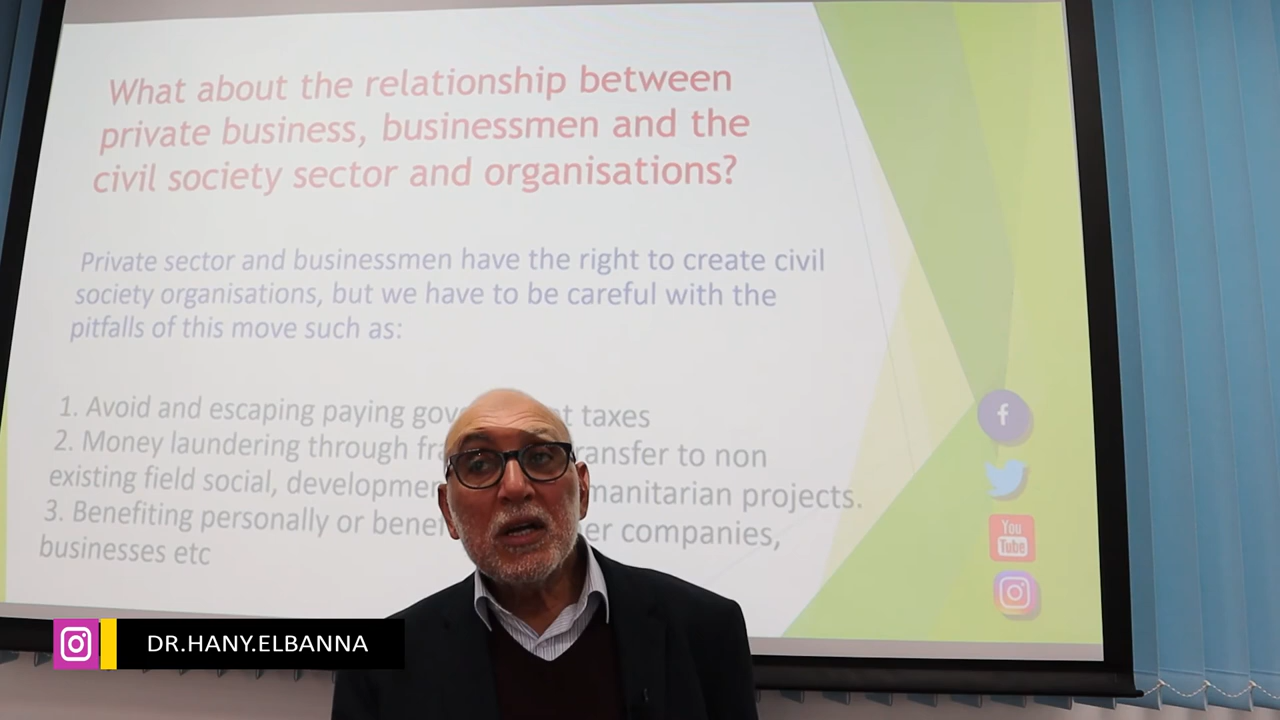 What about the relationship between
private business, businessmen and the
civil society sector and organisations?
Private sector and businessmen have the right to create civil
society organisations, but we have to be careful with the
pitfalls of this move such as:
1. Avoid and escaping paying gov t taxes
2. Money laundering through fr ansfer to non
existing field social, developmen manitarian projects.
3. Benefiting personally or benef er companies,
businesses etc
f
You
Tube
DR.HANY.ELBANNA